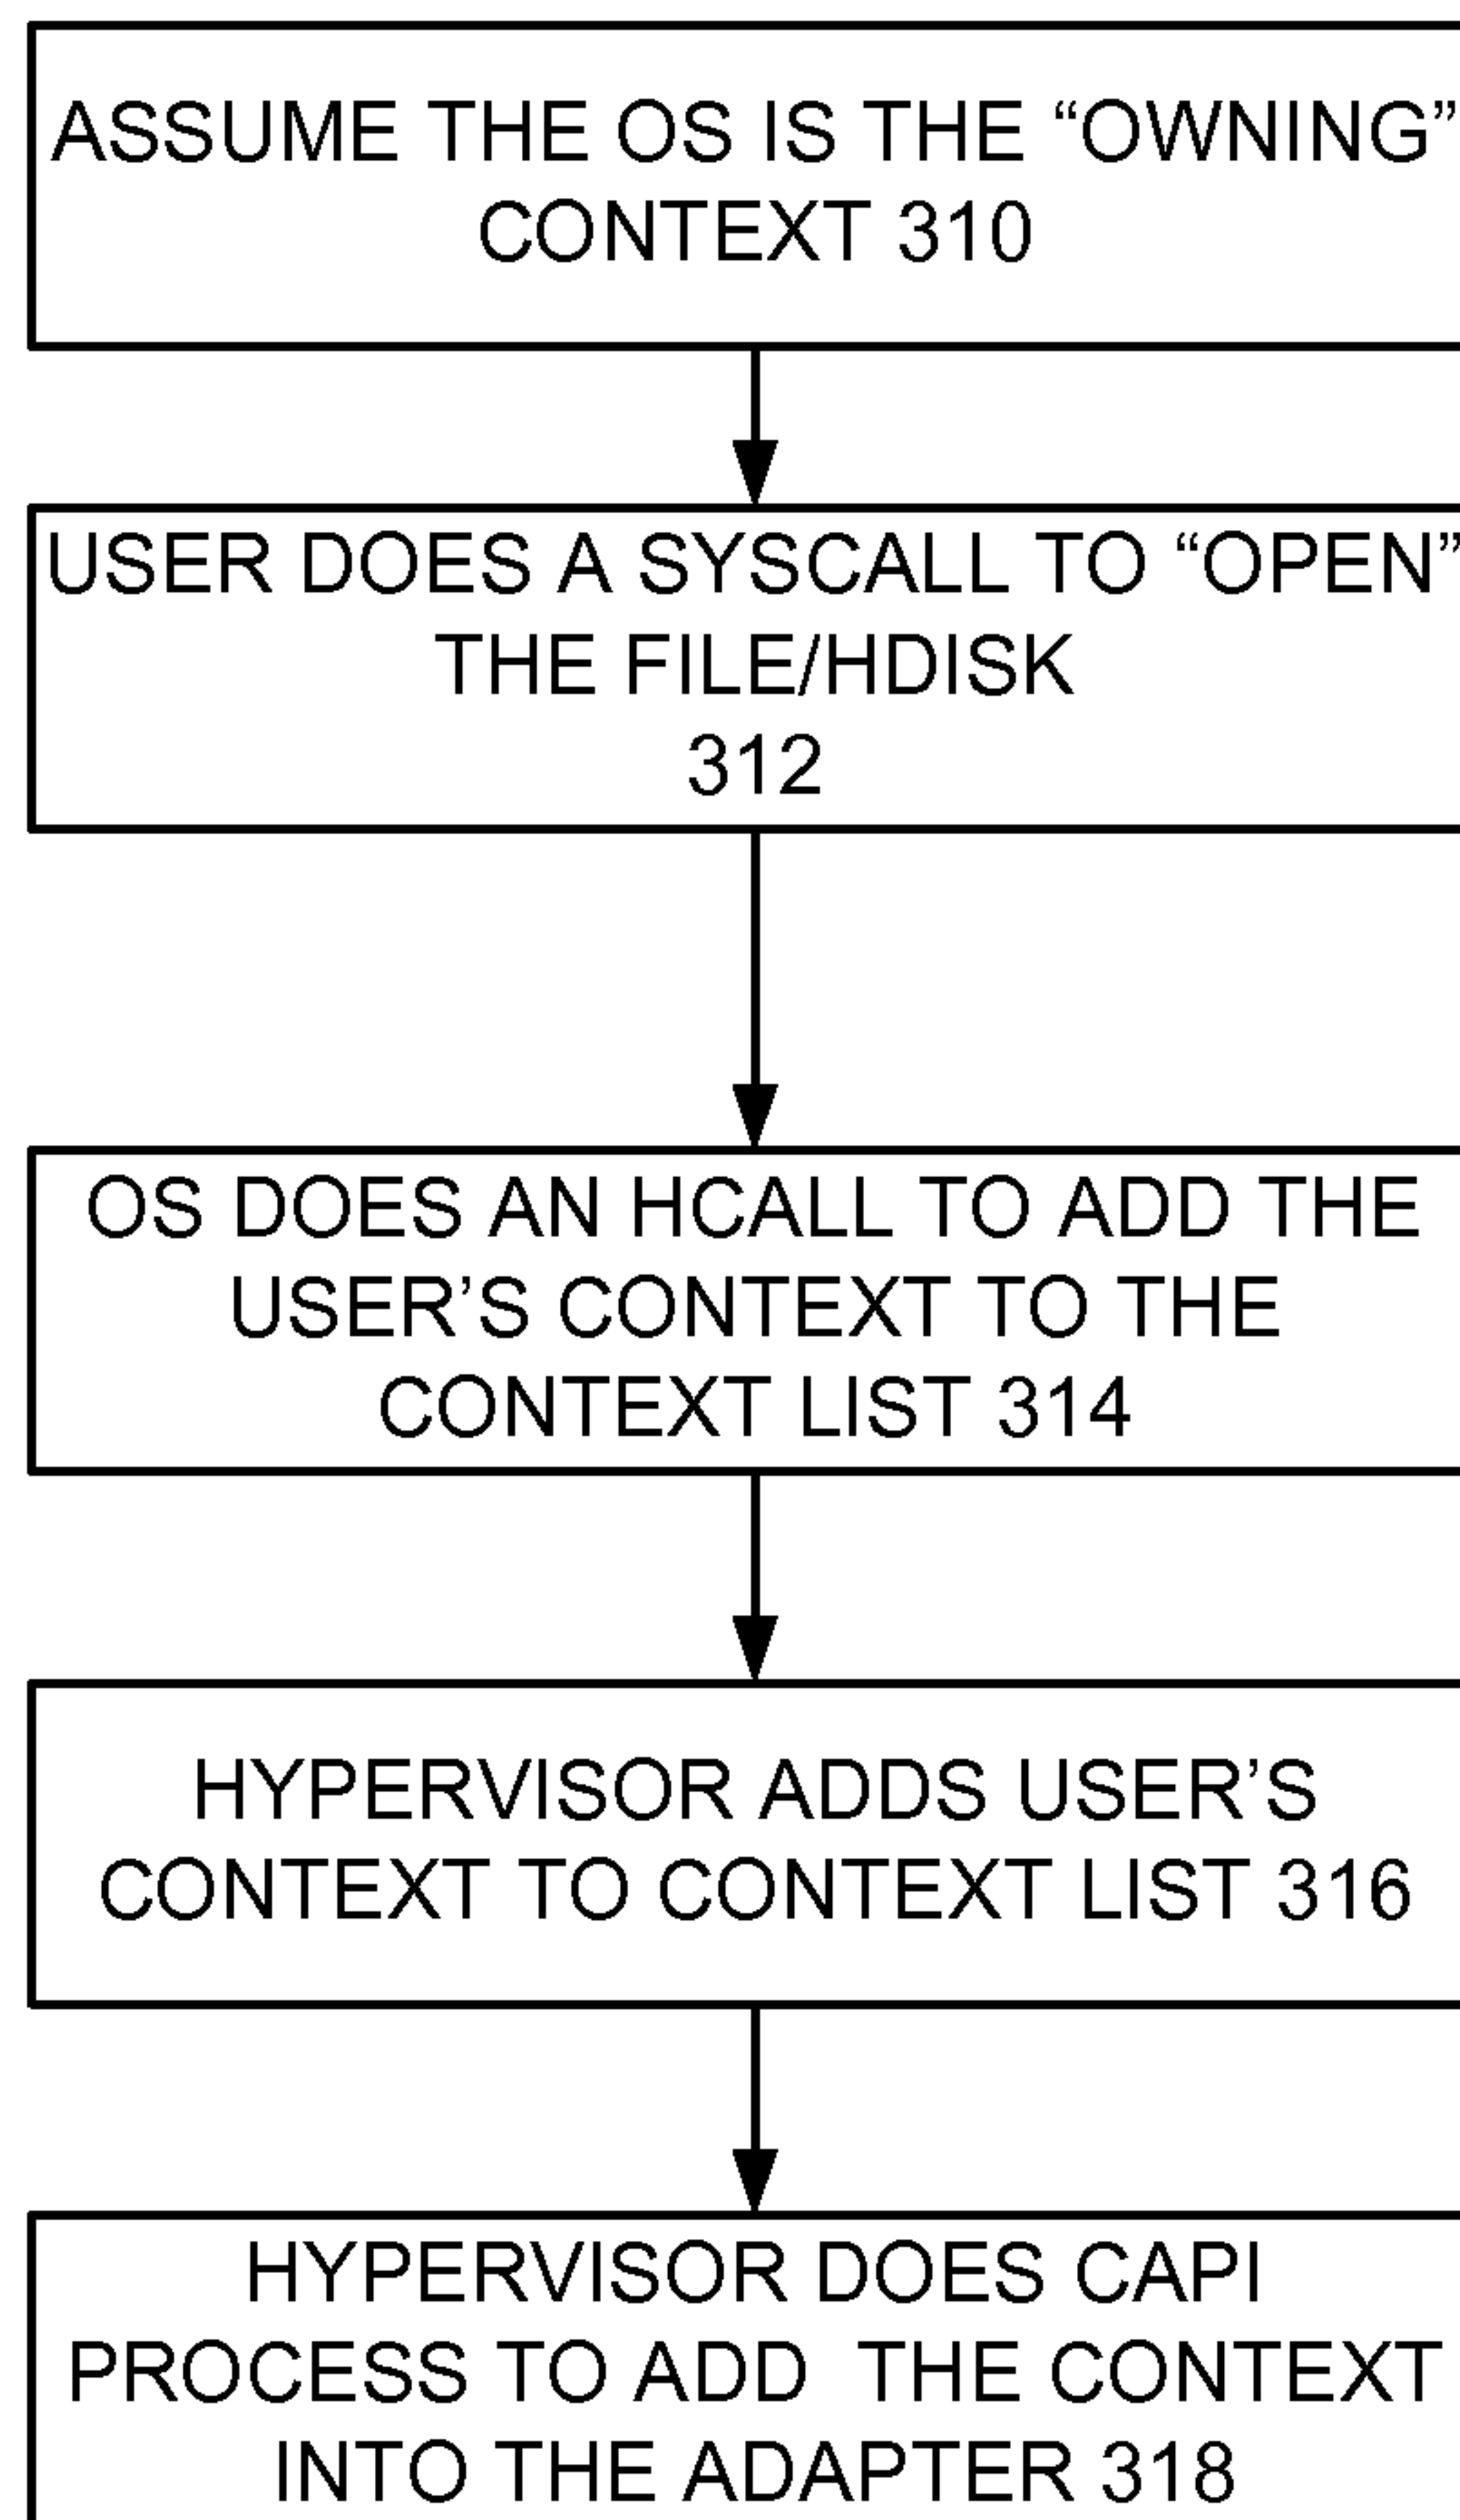 ASSUME THE OS IS THE “OWNING”
CONTEXT 310
USER DOES A SYSCALL TO “OPEN”
THE FILE/HDISK
312
OS DOES AN HCALL TO ADD THE
USER’S CONTEXT TO THE
CONTEXT LIST 314
HYPERVISOR ADDS USER’S
CONTEXT TO CONTEXT LIST 316
HYPERVISOR DOES CAPI
PROCESS TO ADD THE CONTEXT
INTO THE ADAPTER 318